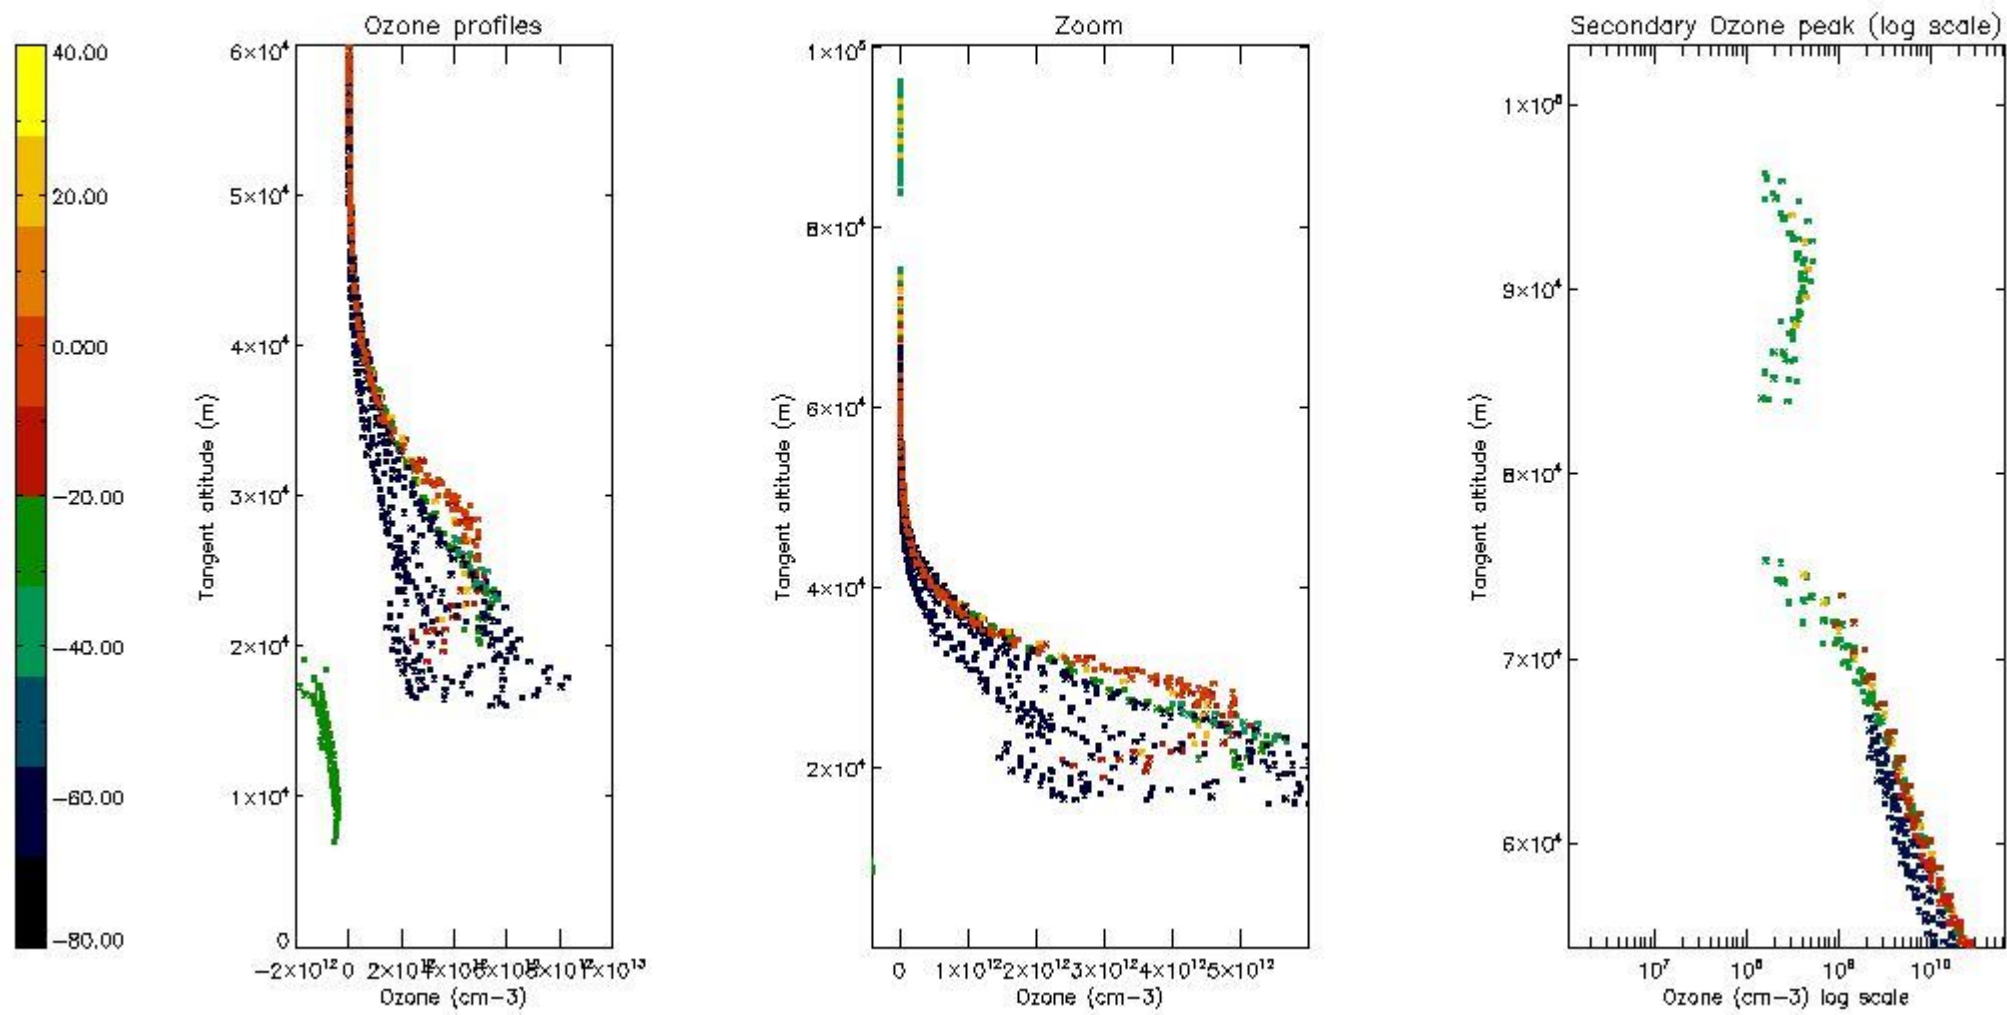 Ozone profiles
Zoom
Secondary Ozone peak (log scale)
40.00
20.00
0.000
−20.00
−40.00
−60.00
−80.00
6×10⁴
5×10⁴
4×10⁴
3×10⁴
2×10⁴
1×10⁴
0
Tangent altitude (m)
−2×10¹² 0
Ozone (cm−3)
1×10⁵
8×10⁴
6×10⁴
4×10⁴
2×10⁴
Tangent altitude (m)
0 1×10¹² 2×10¹² 3×10¹² 4×10¹² 5×10¹²
Ozone (cm−3)
9×10⁴
8×10⁴
7×10⁴
6×10⁴
Tangent altitude (m)
10⁷ 10⁸ 10⁹ 10¹⁰
Ozone (cm−3) log scale